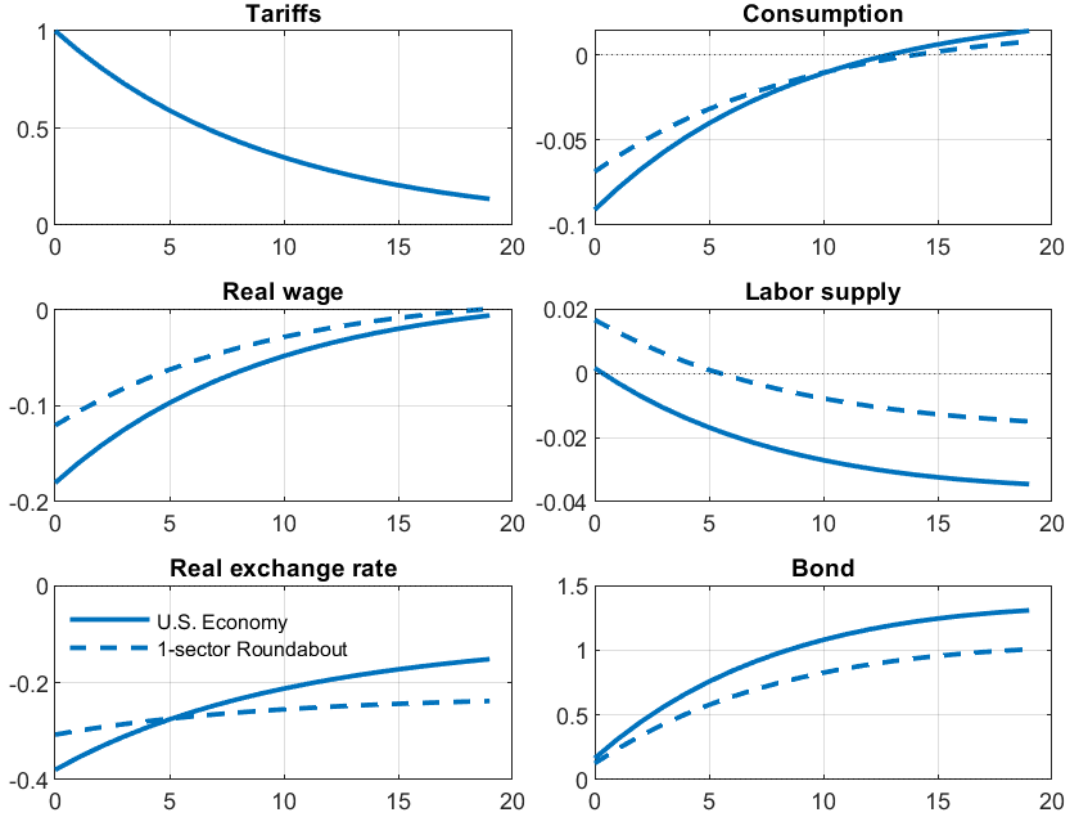 Tariffs
1
0.5
0
0 5 10 15 20
Consumption
0
-0.05
-0.1
0 5 10 15 20
Real wage
0
-0.1
-0.2
0 5 10 15 20
Labor supply
0.02
0
-0.02
-0.04
0 5 10 15 20
Real exchange rate
0
-0.2
-0.4
U.S. Economy
1-sector Roundabout
0 5 10 15 20
Bond
1.5
1
0.5
0
0 5 10 15 20